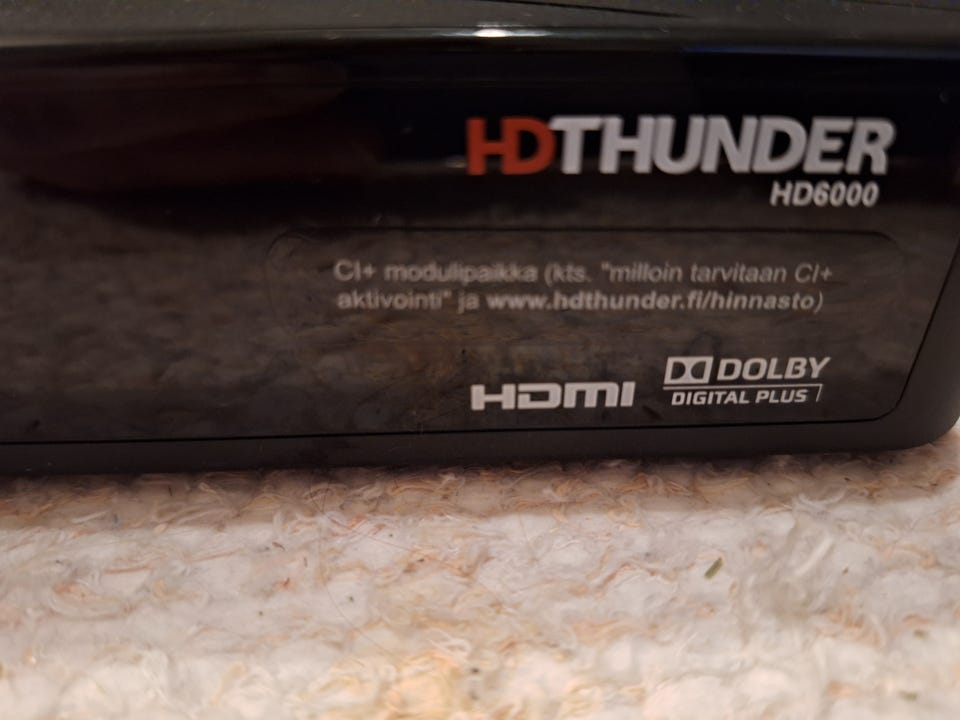 HDTHUNDER
HD6000
CI+ modulipaikka (kts. "milloin tarvitaan CI+
aktivointi" ja www.hdthunder.fi/hinnasto)
HDMI
DOLBY
DIGITAL PLUS